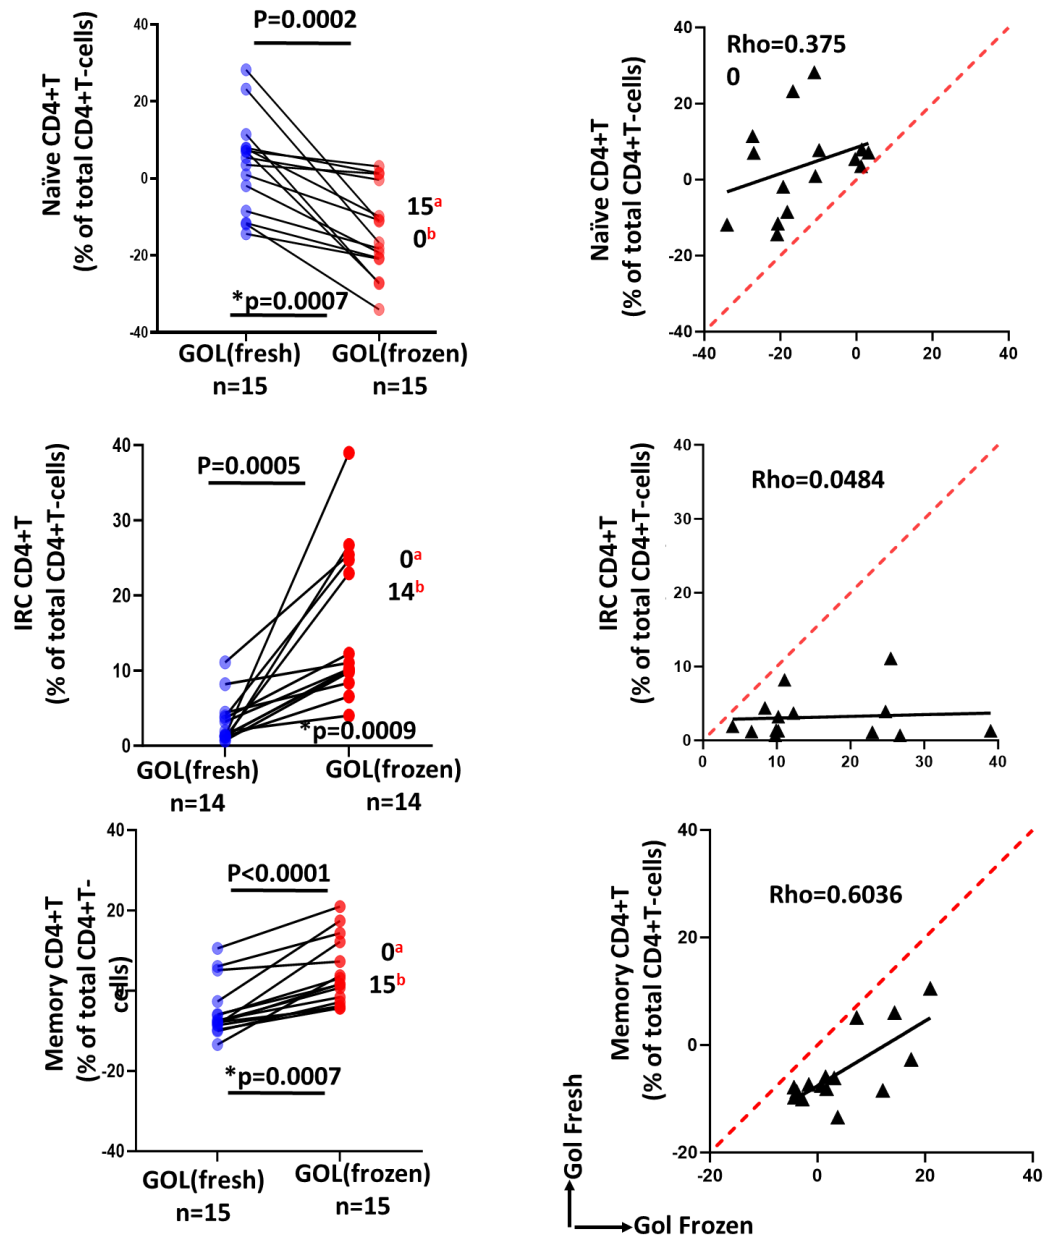 P=0.0002
Naïve CD4+T
(% of total CD4+T-cells)
40
20
0
-20
-40
15a
0b
*p=0.0007
GOL(fresh)
n=15
GOL(frozen)
n=15
Rho=0.375
0
Naïve CD4+T
(% of total CD4+T-cells)
40
20
0
-20
-40
-40 -20 0 20 40
P=0.0005
IRC CD4+T
(% of total CD4+T-cells)
40
30
20
10
0
0a
14b
*p=0.0009
GOL(fresh)
n=14
GOL(frozen)
n=14
Rho=0.0484
IRC CD4+T
(% of total CD4+T-cells)
40
30
20
10
0
0 10 20 30 40
P<0.0001
Memory CD4+T
(% of total CD4+T-
cells)
40
20
-20
-40
0a
15b
*p=0.0007
GOL(fresh)
n=15
GOL(frozen)
n=15
Rho=0.6036
Memory CD4+T
(% of total CD4+T-cells)
40
20
0
-20
-20 0 20 40
Gol Fresh
Gol Frozen